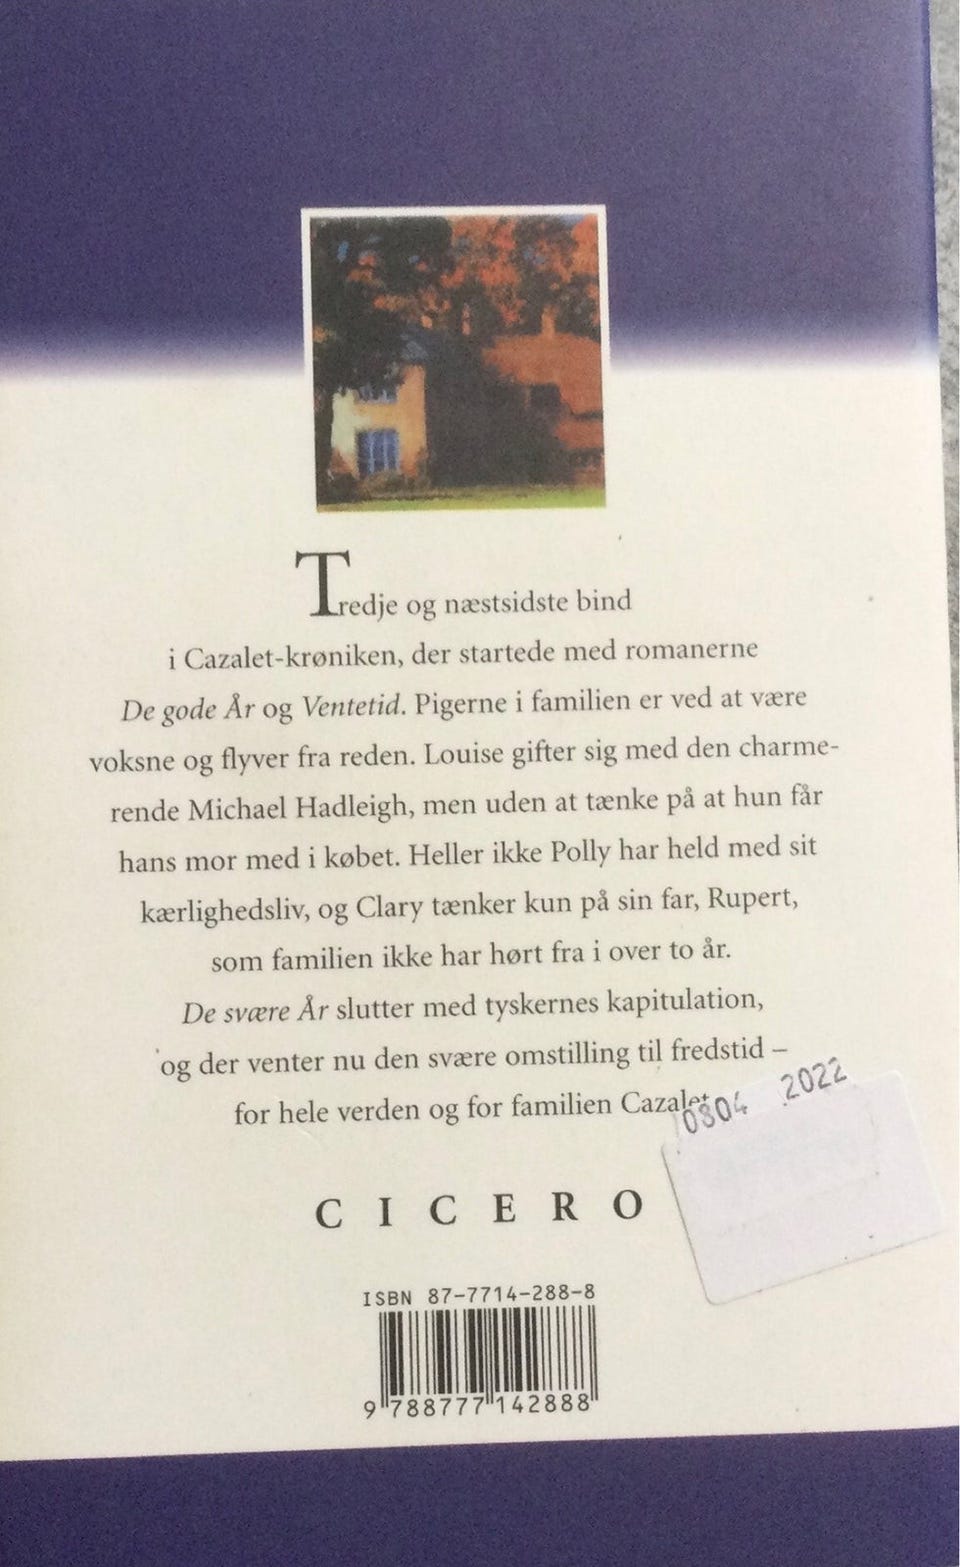 Tredje og næstsidste bind
i Cazalet-krøniken, der startede med romanerne
De gode År og Ventetid. Pigerne i familien er ved at være
voksne og flyver fra reden. Louise gifter sig med den charme-
rende Michael Hadleigh, men uden at tænke på at hun får
hans mor med i købet. Heller ikke Polly har held med sit
kærlighedsliv, og Clary tænker kun på sin far, Rupert,
som familien ikke har hørt fra i over to år.
De svære År slutter med tyskernes kapitulation,
og der venter nu den svære omstilling til fredstid –
for hele verden og for familien Cazalet
0804 2022
CICERO
ISBN 87-7714-288-8
9 788777 142888